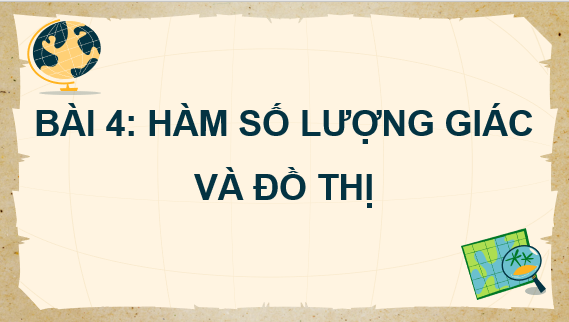 BÀI 4: HÀM SỐ LƯỢNG GIÁC
VÀ ĐỒ THỊ